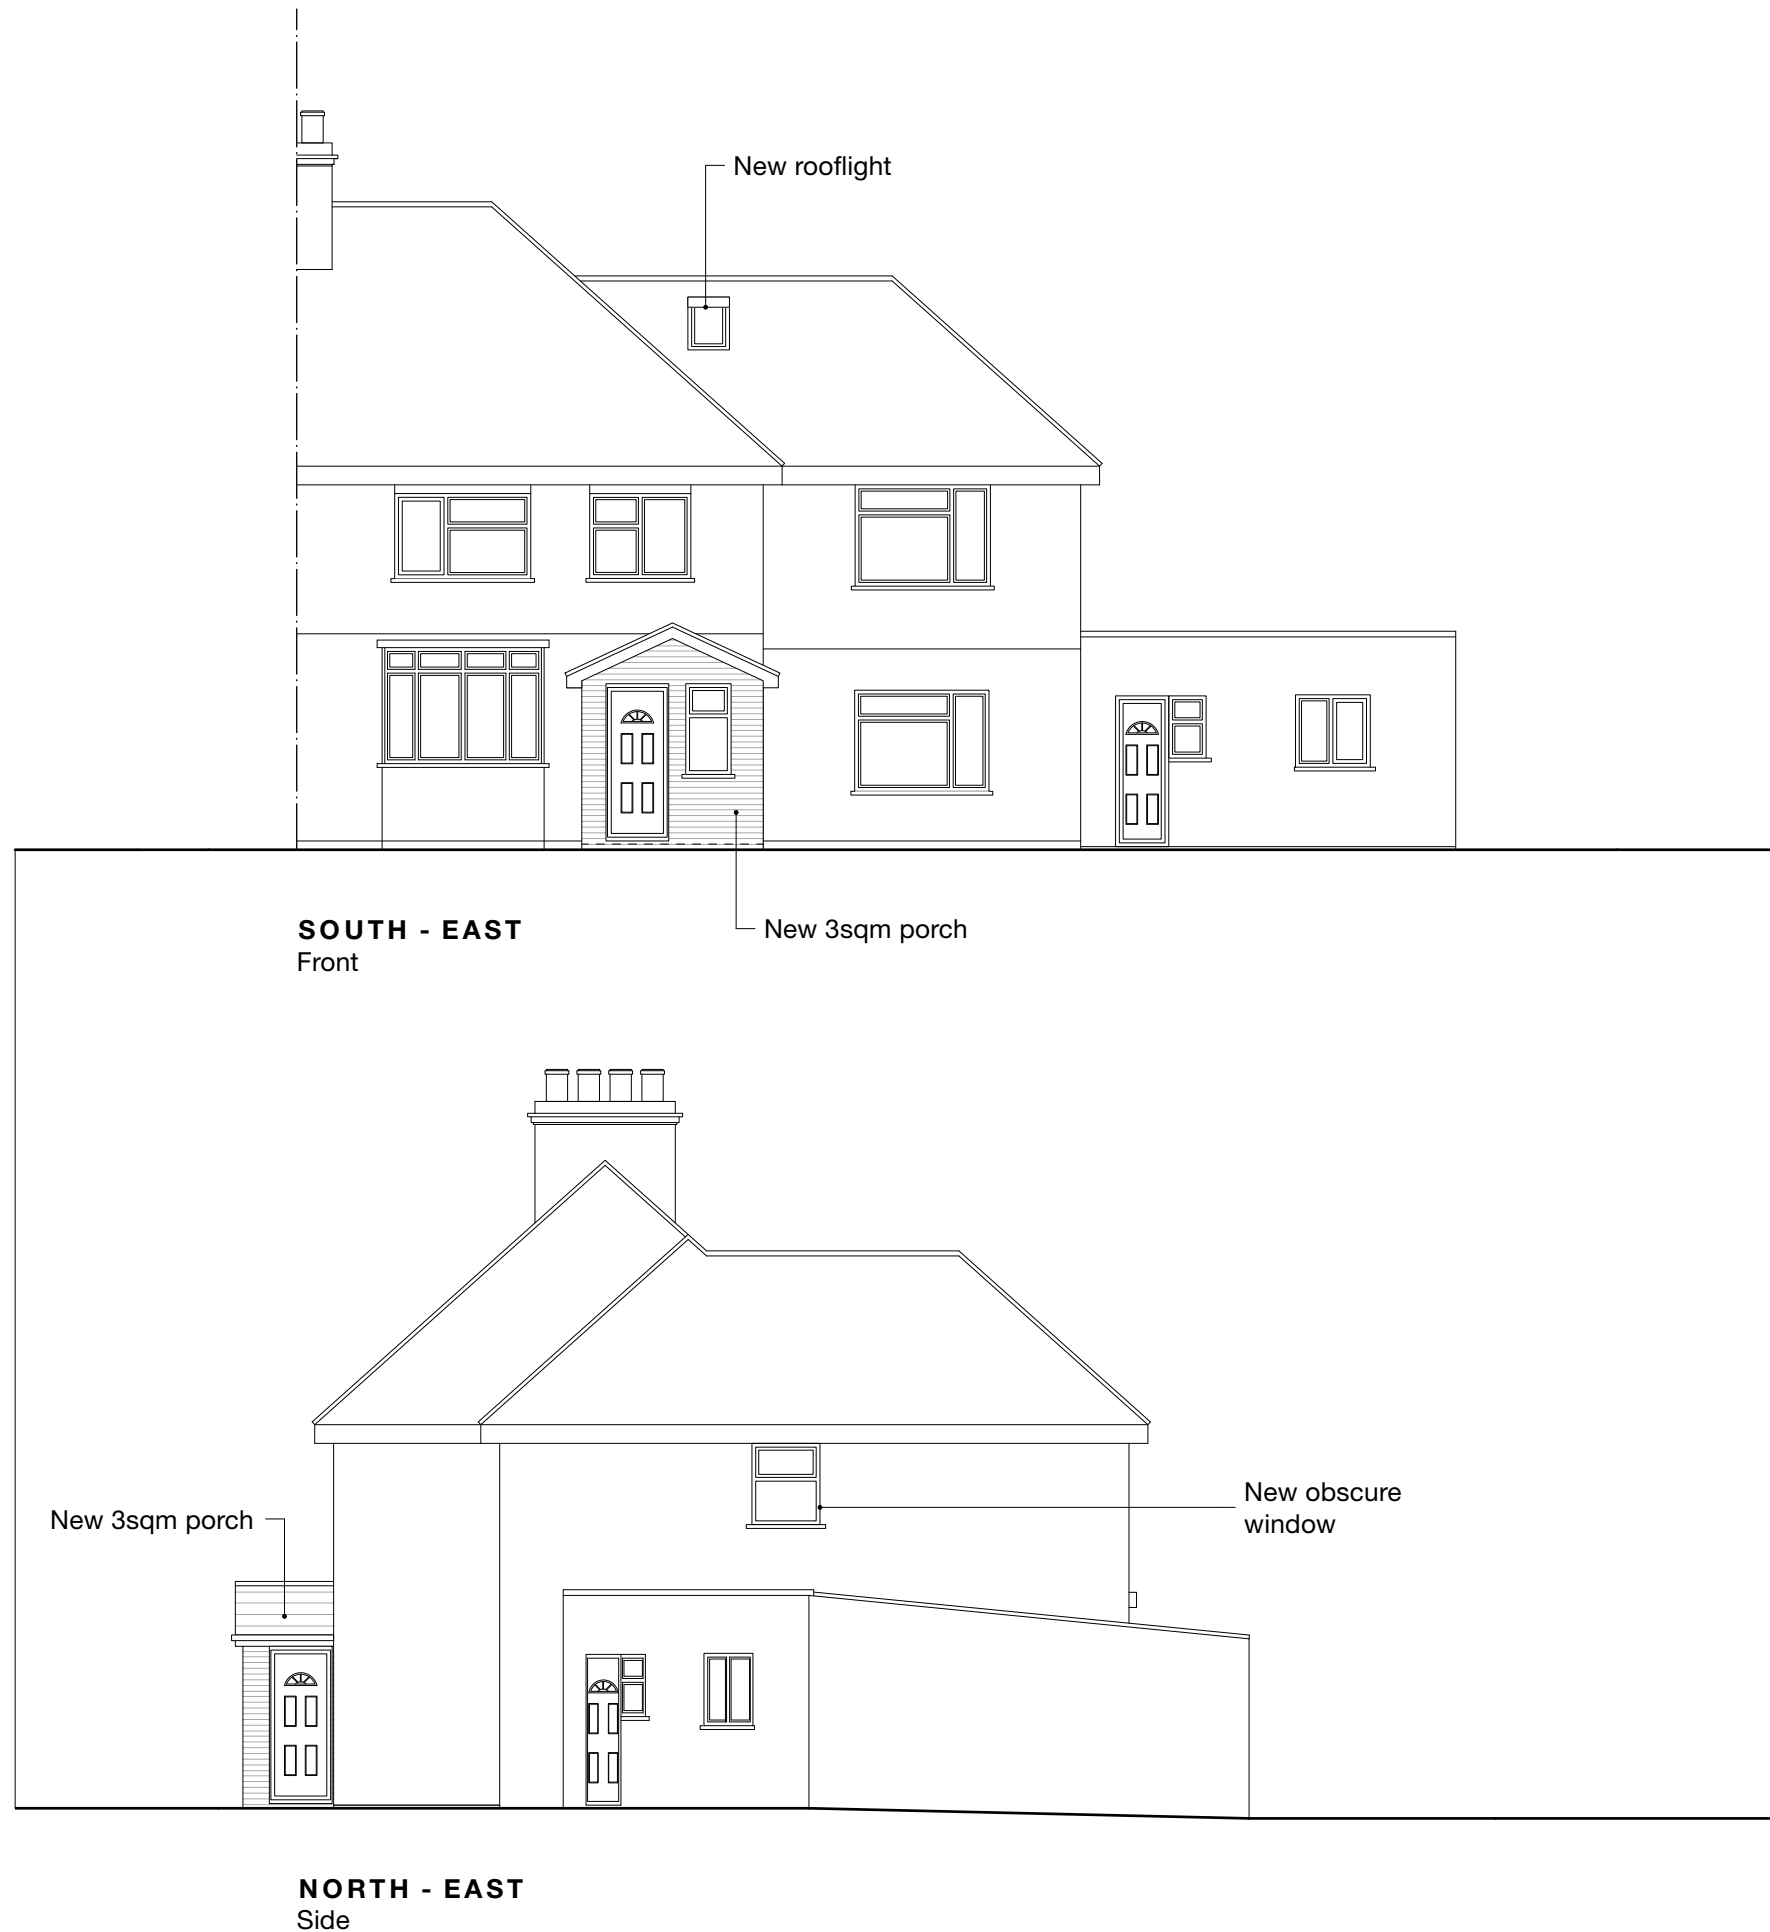 New rooflight
SOUTH - EAST
Front
New 3sqm porch
New 3sqm porch
New obscure
window
NORTH - EAST
Side